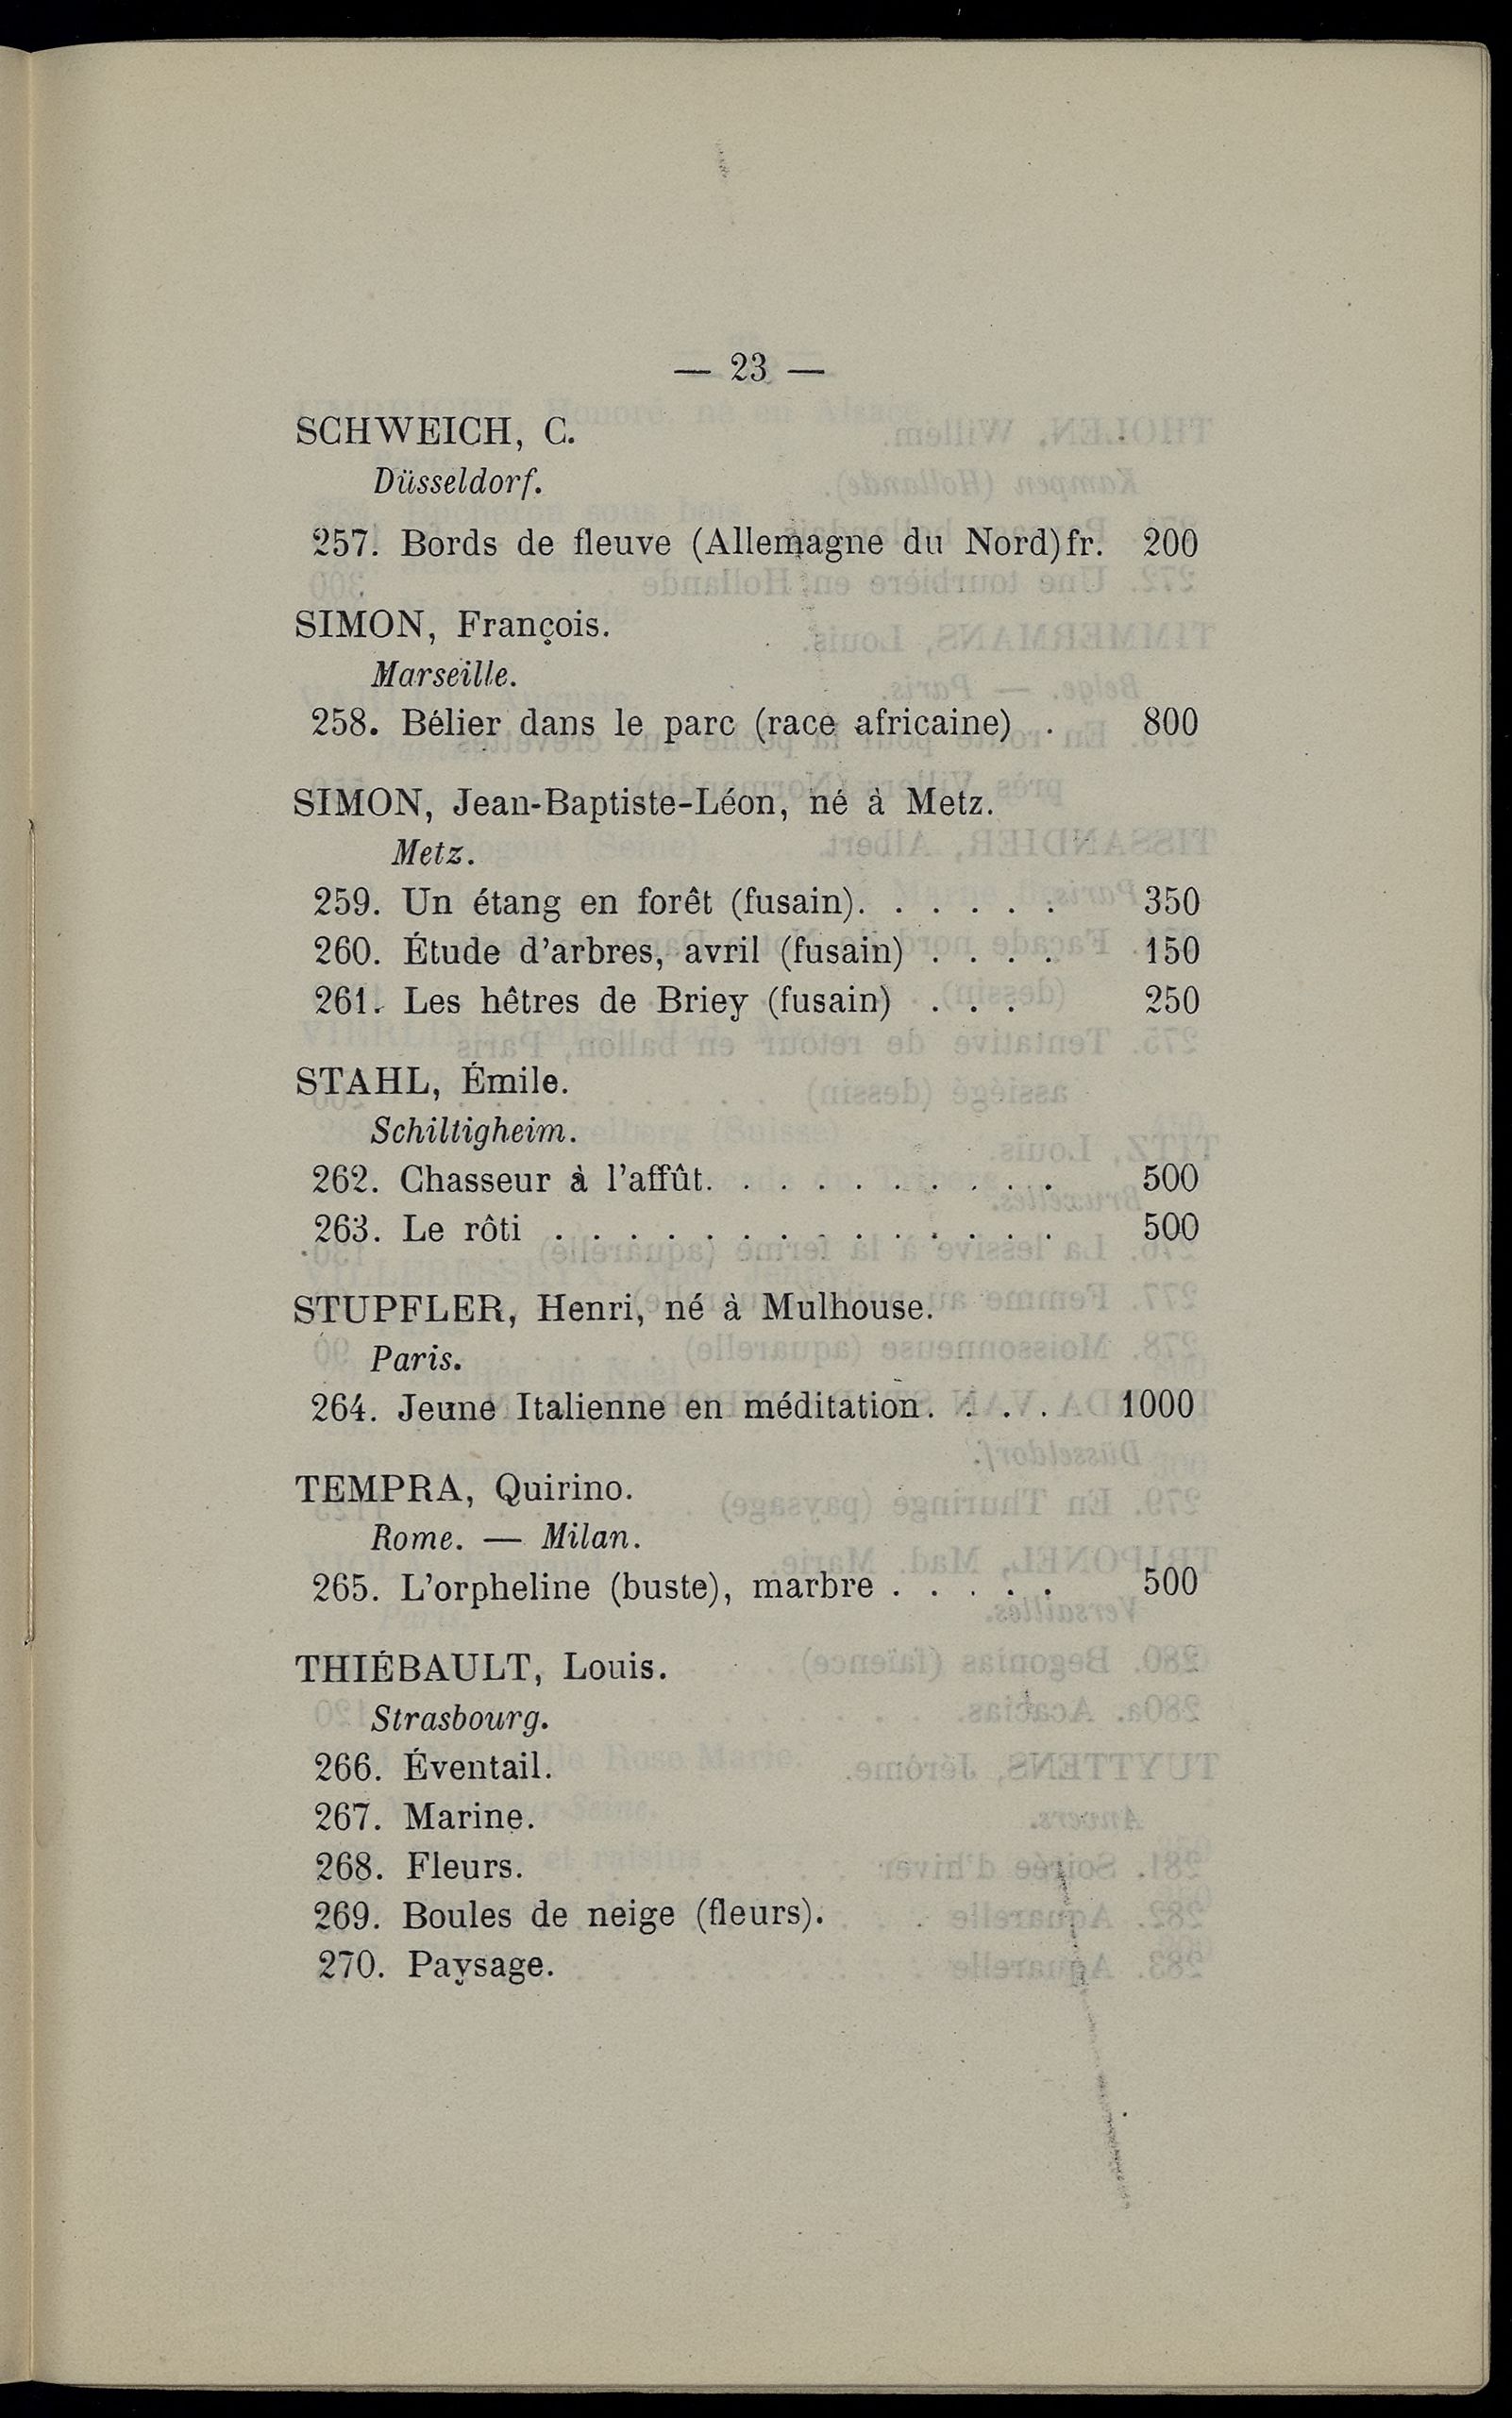 — 23 —
SCHWEICH, C.
Düsseldorf.
257. Bords de fleuve (Allemagne du Nord) fr. 200
SIMON, François.
Marseille.
258. Bélier dans le parc (race africaine) . 800
SIMON, Jean-Baptiste-Léon, né à Metz.
Metz.
259. Un étang en forêt (fusain). . . . . . 350
260. Étude d'arbres, avril (fusain) . . . . 150
261. Les hêtres de Briey (fusain) . . . 250
STAHL, Émile.
Schiltigheim.
262. Chasseur à l'affût. . . . . . . . . . 500
263. Le rôti . . . . . . . . . . . . . . 500
STUPFLER, Henri, né à Mulhouse.
Paris.
264. Jeune Italienne en méditation. . . . 1000
TEMPRA, Quirino.
Rome. — Milan.
265. L'orpheline (buste), marbre . . . . . 500
THIÉBAULT, Louis.
Strasbourg.
266. Éventail.
267. Marine.
268. Fleurs.
269. Boules de neige (fleurs).
270. Paysage.